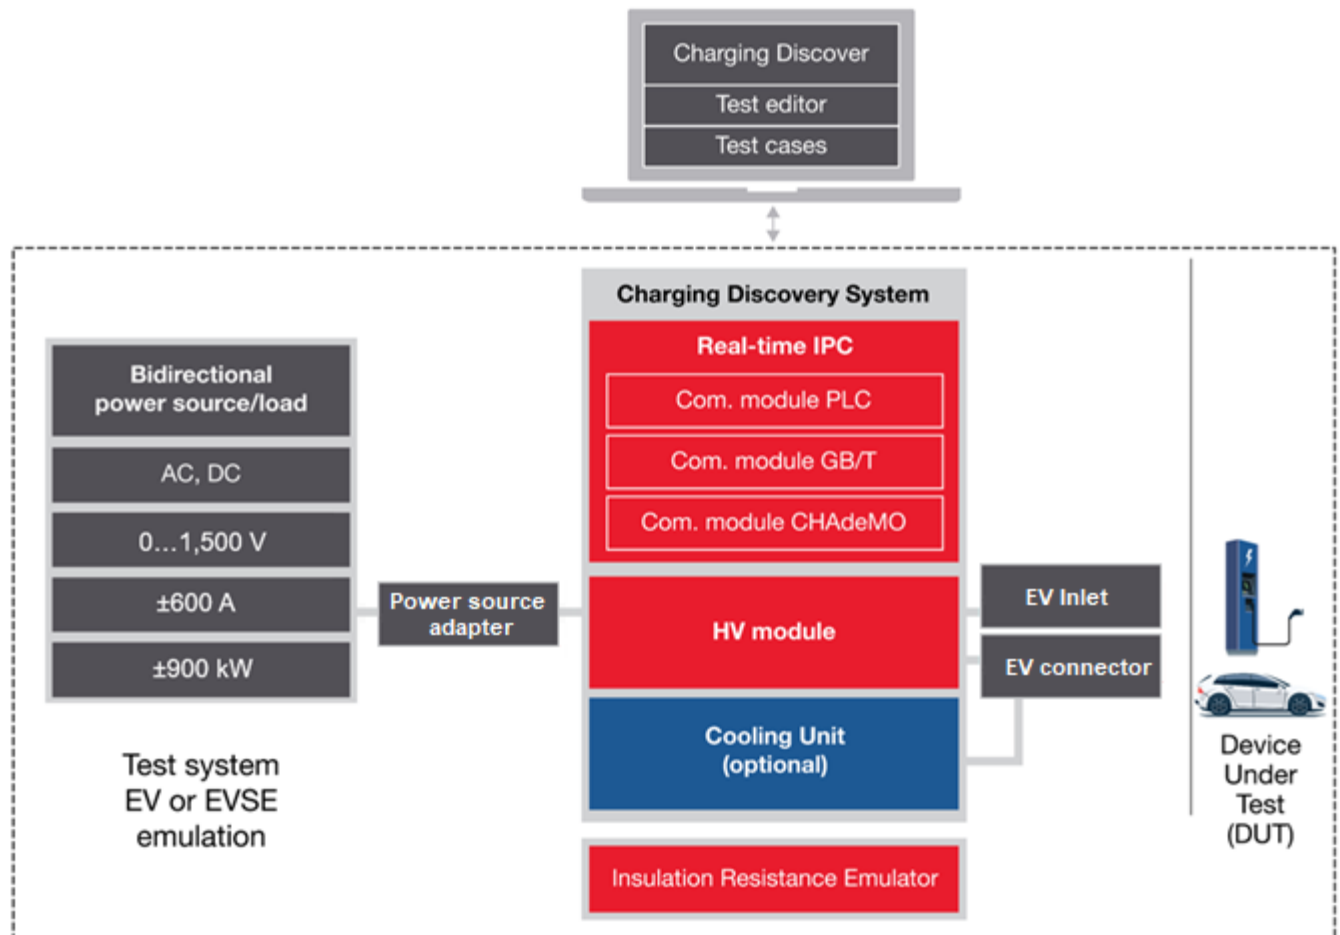 Charging Discover
Test editor
Test cases
Charging Discovery System
Real-time IPC
Com. module PLC
Com. module GB/T
Com. module CHAdeMO
HV module
Cooling Unit
(optional)
Insulation Resistance Emulator
Bidirectional
power source/load
AC, DC
0...1,500 V
±600 A
±900 kW
Test system
EV or EVSE
emulation
Power source
adapter
EV Inlet
EV connector
Device
Under
Test
(DUT)